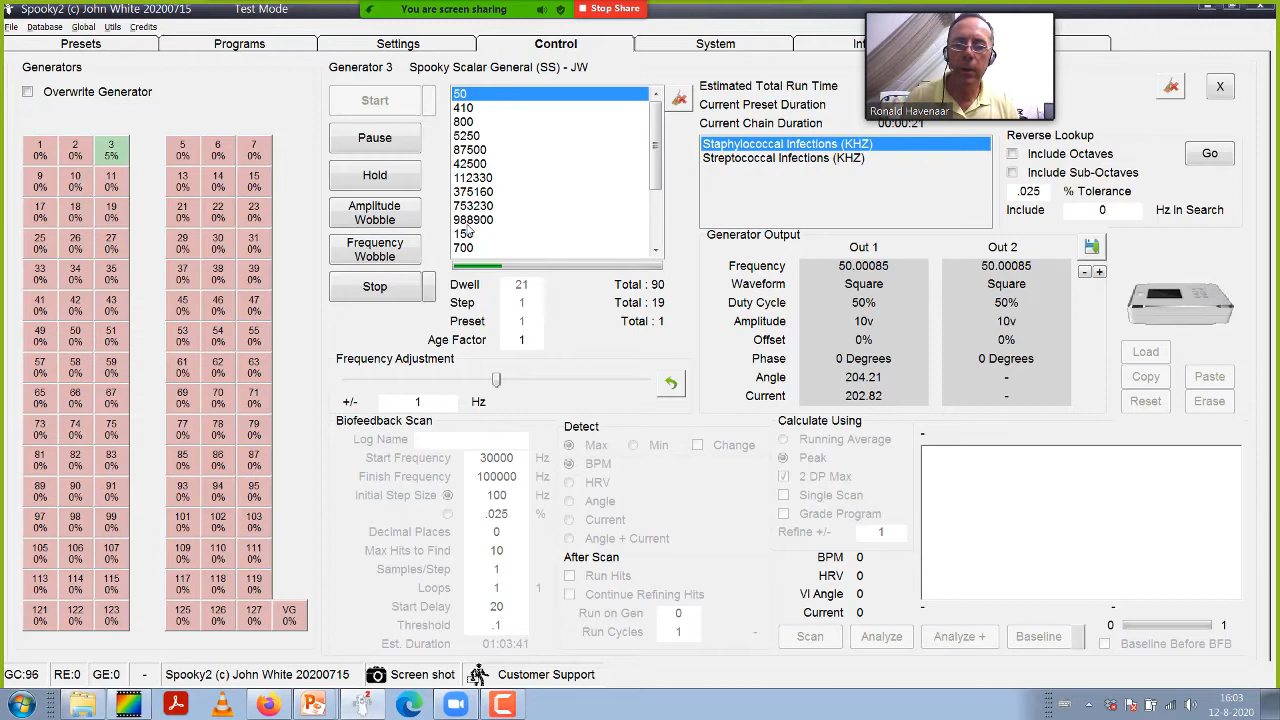 Spooky2 (c) John White 20200715 Test Mode
You are screen sharing Stop Share
File Database Global Utils Credits
Presets Programs Settings Control System Int
Ronald Havenaar
Generators
Overwrite Generator
1 2 3 5 6 7
0% 0% 5% 0% 0% 0%
9 10 11 13 14 15
0% 0% 0% 0% 0% 0%
17 18 19 21 22 23
0% 0% 0% 0% 0% 0%
25 26 27 29 30 31
0% 0% 0% 0% 0% 0%
33 34 35 37 38 39
0% 0% 0% 0% 0% 0%
41 42 43 45 46 47
0% 0% 0% 0% 0% 0%
49 50 51 53 54 55
0% 0% 0% 0% 0% 0%
57 58 59 61 62 63
0% 0% 0% 0% 0% 0%
65 66 67 69 70 71
0% 0% 0% 0% 0% 0%
73 74 75 77 78 79
0% 0% 0% 0% 0% 0%
81 82 83 85 86 87
0% 0% 0% 0% 0% 0%
89 90 91 93 94 95
0% 0% 0% 0% 0% 0%
97 98 99 101 102 103
0% 0% 0% 0% 0% 0%
105 106 107 109 110 111
0% 0% 0% 0% 0% 0%
113 114 115 117 118 119
0% 0% 0% 0% 0% 0%
121 122 123 125 126 127 VG
0% 0% 0% 0% 0% 0% 0%
Generator 3 Spooky Scalar General (SS) - JW
Start
Pause
Hold
Amplitude
Wobble
Frequency
Wobble
Stop
50
410
800
5250
87500
42500
112330
375160
753230
988900
150
700
Dwell 21 Total : 90
Step 1 Total : 19
Preset 1 Total : 1
Age Factor 1
Frequency Adjustment
+/- 1 Hz
Estimated Total Run Time
Current Preset Duration
Current Chain Duration 00:00:21
Staphylococcal Infections (KHZ)
Streptococcal Infections (KHZ)
X
Reverse Lookup
Include Octaves
Go
Include Sub-Octaves
.025 % Tolerance
Include 0 Hz In Search
Generator Output
Out 1 Out 2
- +
Frequency 50.00085 50.00085
Waveform Square Square
Duty Cycle 50% 50%
Amplitude 10v 10v
Offset 0% 0%
Phase 0 Degrees 0 Degrees
Angle 204.21 -
Current 202.82 -
Load
Copy Paste
Reset Erase
Biofeedback Scan
Log Name
Start Frequency 30000 Hz
Finish Frequency 100000 Hz
Initial Step Size 100 Hz
.025 %
Decimal Places 0
Max Hits to Find 10
Samples/Step 1
Loops 1 1
Start Delay 20
Threshold .1
Est. Duration 01:03:41
Detect
Max Min Change
BPM
HRV
Angle
Current
Angle + Current
After Scan
Run Hits
Continue Refining Hits
Run on Gen 0
Run Cycles 1 -
Calculate Using
Running Average
Peak
2 DP Max
Single Scan
Grade Program
Refine +/- 1
BPM 0
HRV 0
VI Angle 0
Current 0
-
- -
0 1
Scan Analyze Analyze + Baseline
Baseline Before BFB
GC:96 RE:0 GE:0 - Spooky2 (c) John White 20200715 Screen shot Customer Support
16:03
12-8-2020